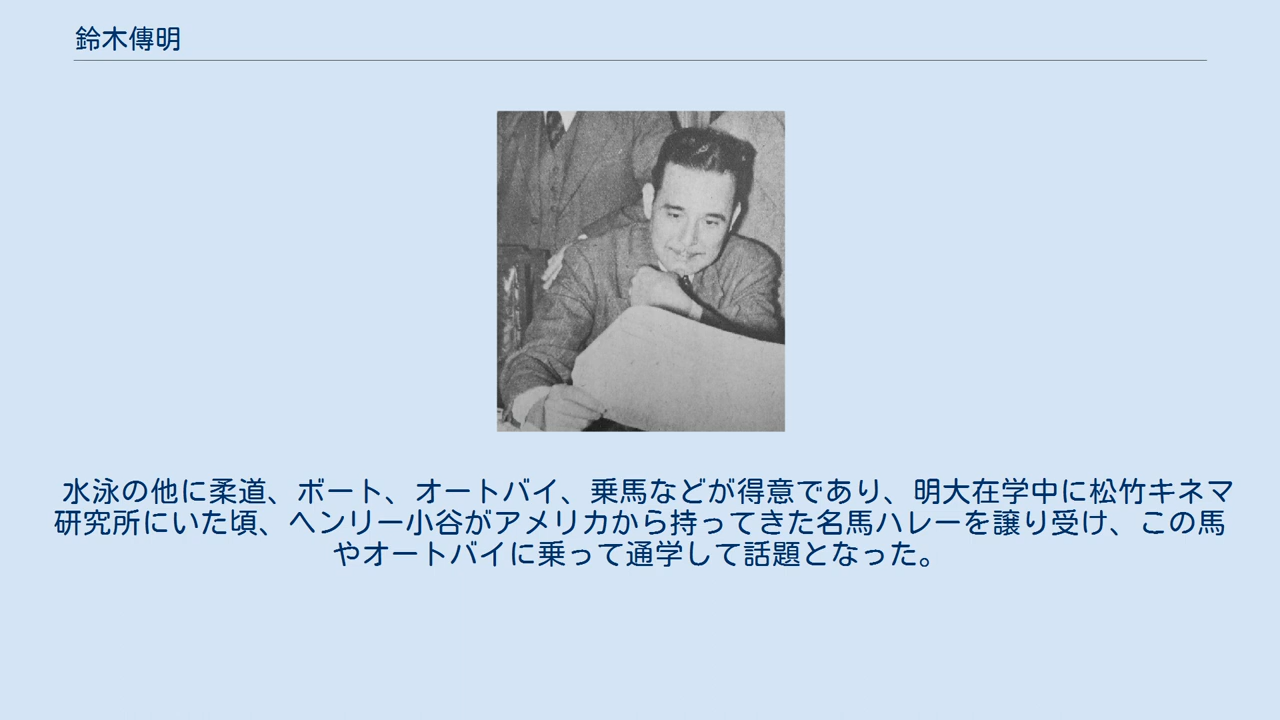 鈴木傳明
水泳の他に柔道、ボート、オートバイ、乗馬などが得意であり、明大在学中に松竹キネマ
研究所にいた頃、ヘンリー小谷がアメリカから持ってきた名馬ハレーを譲り受け、この馬
やオートバイに乗って通学して話題となった。